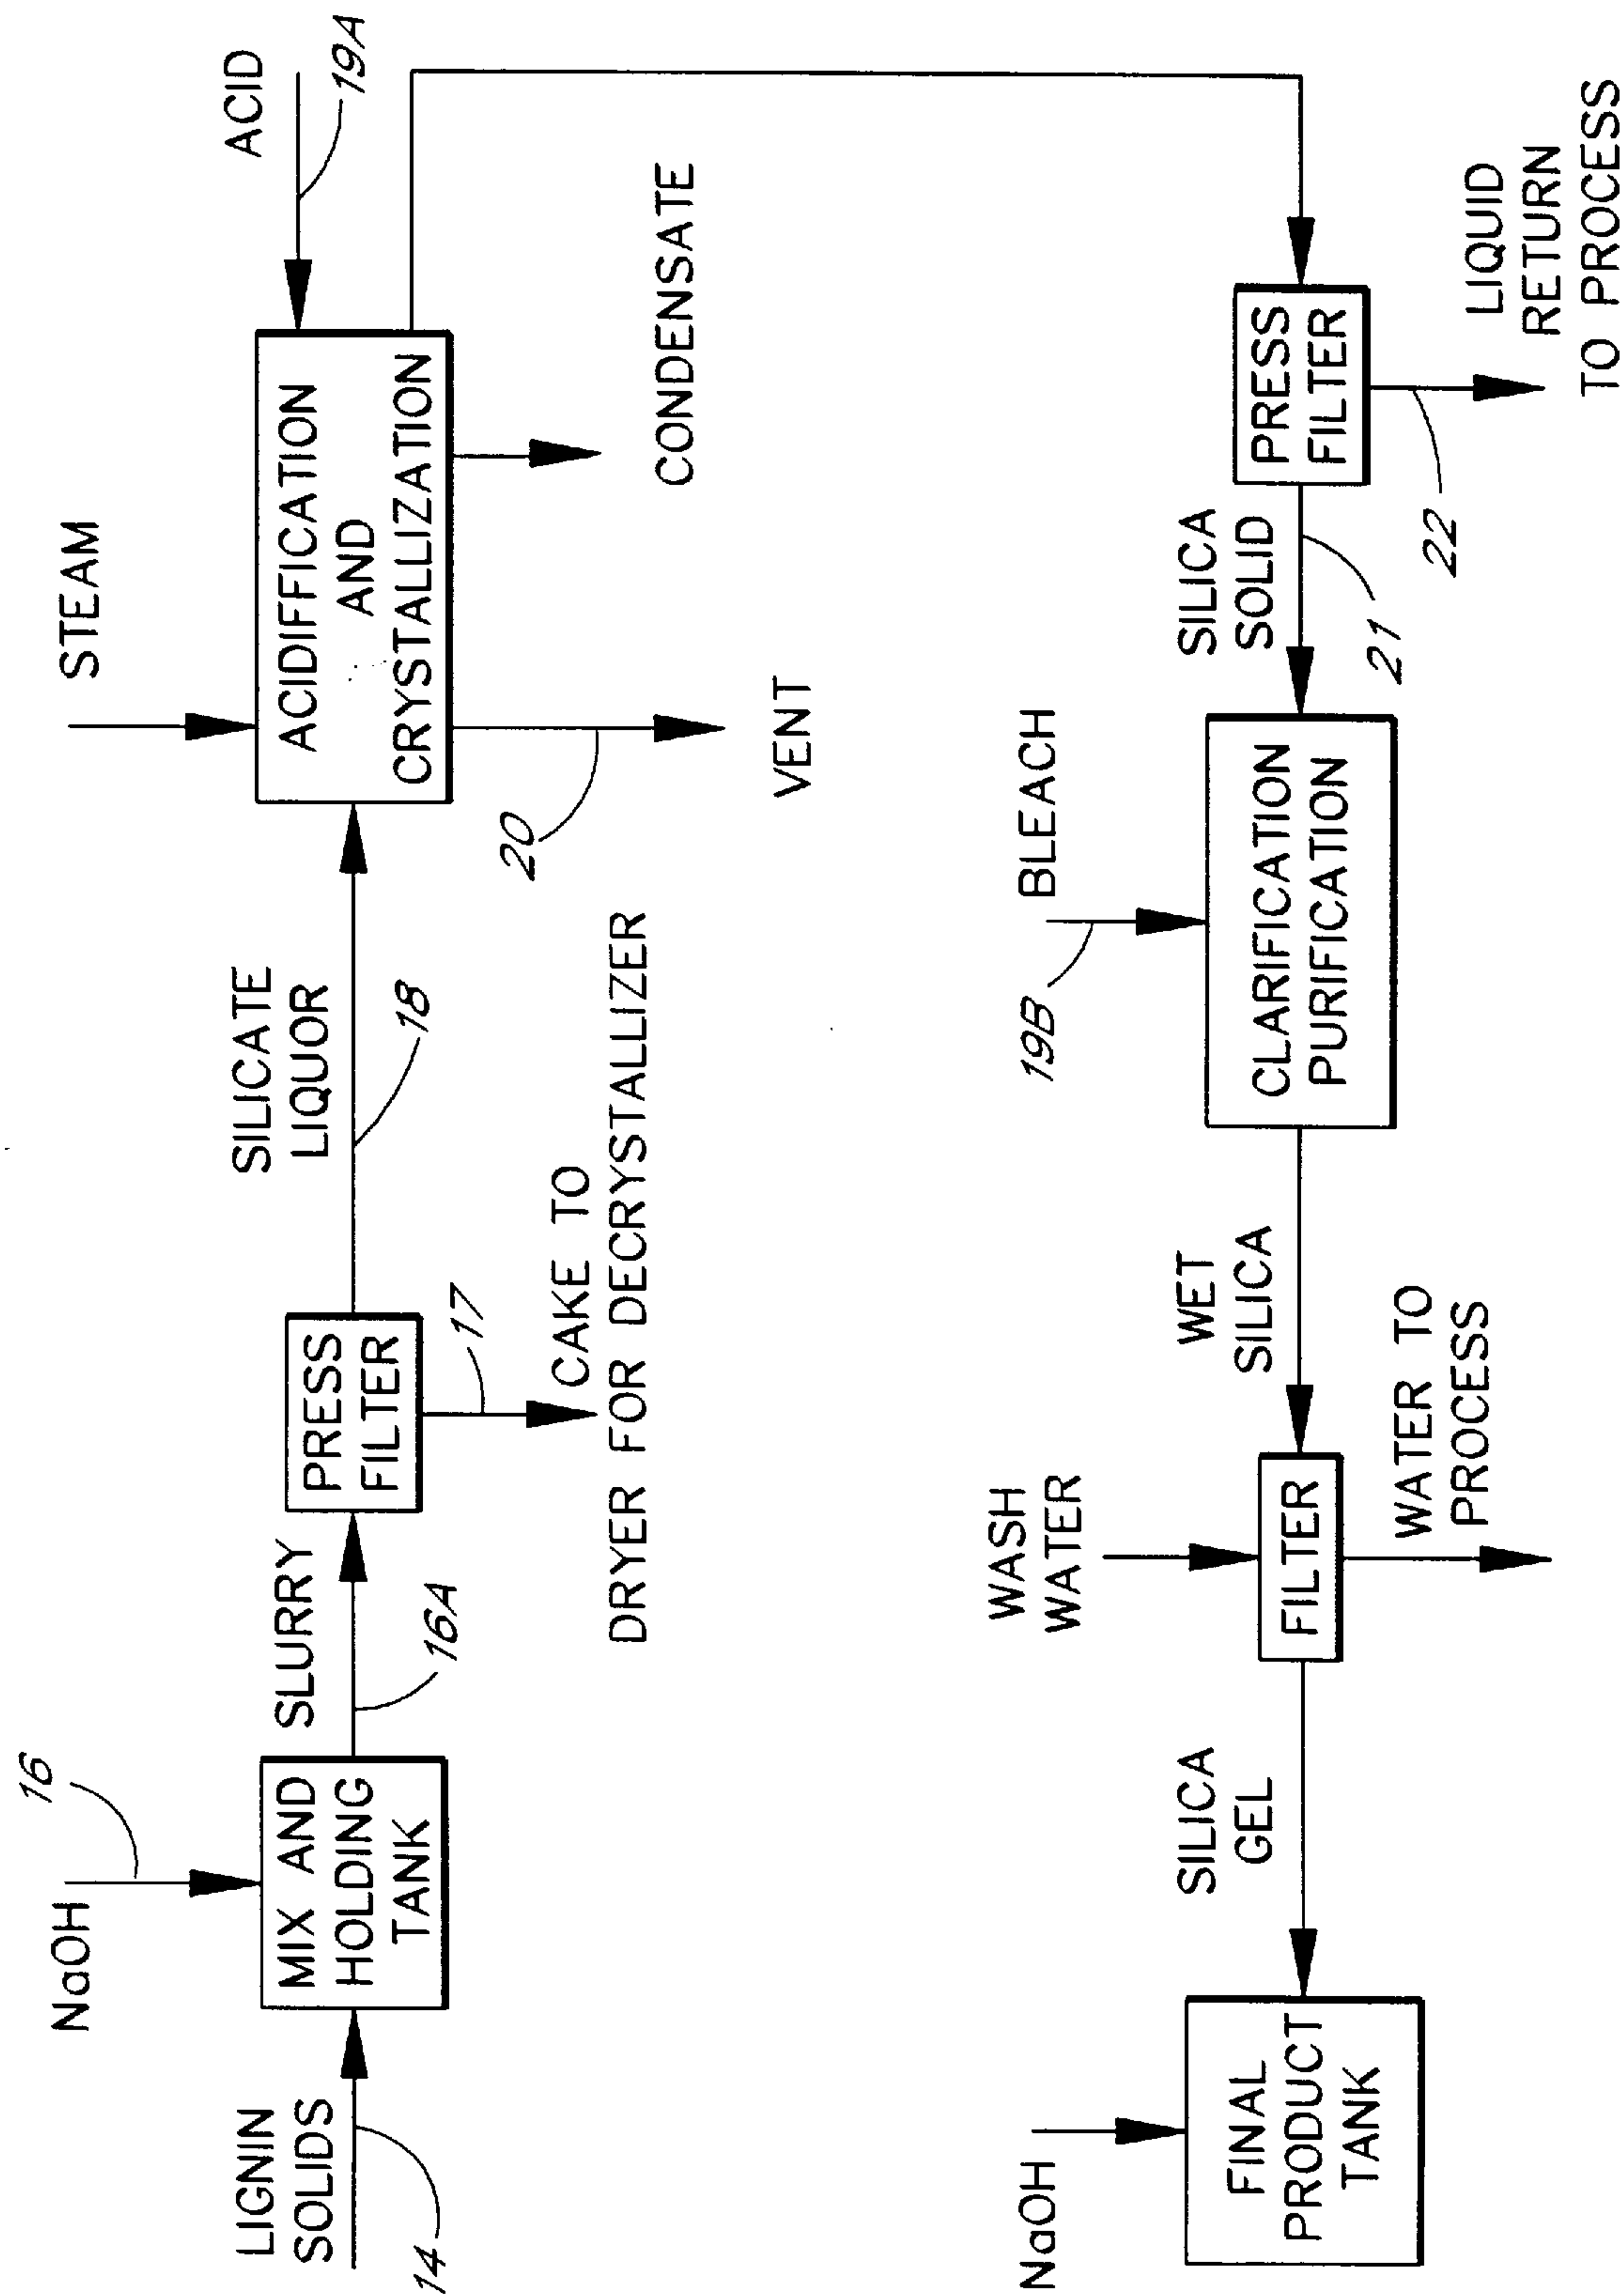 LIGNIN
SOLIDS
14
NaOH
16
MIX AND
HOLDING
TANK
SLURRY
16A
PRESS
FILTER
17
CAKE TO
DRYER FOR DECRYSTALLIZER
SILICATE
LIQUOR
18
STEAM
ACIDIFFICATION
AND
CRYSTALLIZATION
ACID
19A
20
VENT
CONDENSATE
PRESS
FILTER
22
LIQUID
RETURN
TO PROCESS
SILICA
SOLID
21
BLEACH
19B
CLARIFICATION
PURIFICATION
WET
SILICA
WASH
WATER
FILTER
WATER TO
PROCESS
SILICA
GEL
NaOH
FINAL
PRODUCT
TANK